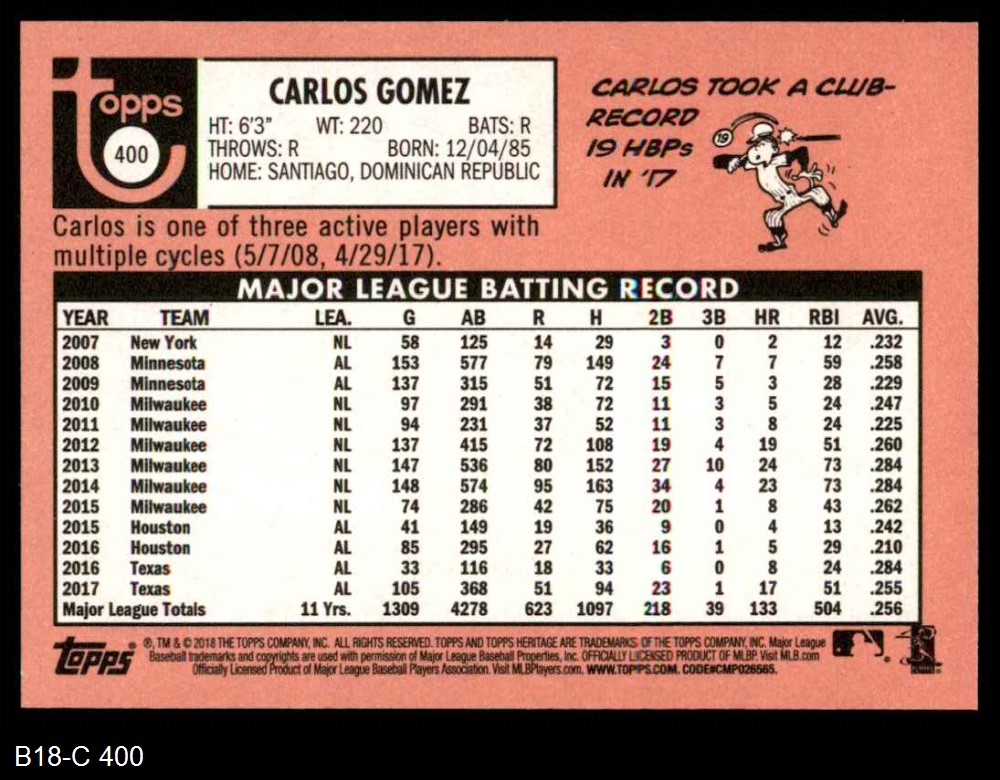 topps
400
CARLOS GOMEZ
HT: 6'3" WT: 220 BATS: R
THROWS: R BORN: 12/04/85
HOME: SANTIAGO, DOMINICAN REPUBLIC
CARLOS TOOK A CLUB-
RECORD
19 HBPs
IN '17
19
Carlos is one of three active players with
multiple cycles (5/7/08, 4/29/17).
MAJOR LEAGUE BATTING RECORD
YEAR TEAM LEA. G AB R H 2B 3B HR RBI AVG.
2007 New York NL 58 125 14 29 3 0 2 12 .232
2008 Minnesota AL 153 577 79 149 24 7 7 59 .258
2009 Minnesota AL 137 315 51 72 15 5 3 28 .229
2010 Milwaukee NL 97 291 38 72 11 3 5 24 .247
2011 Milwaukee NL 94 231 37 52 11 3 8 24 .225
2012 Milwaukee NL 137 415 72 108 19 4 19 51 .260
2013 Milwaukee NL 147 536 80 152 27 10 24 73 .284
2014 Milwaukee NL 148 574 95 163 34 4 23 73 .284
2015 Milwaukee NL 74 286 42 75 20 1 8 43 .262
2015 Houston AL 41 149 19 36 9 0 4 13 .242
2016 Houston AL 85 295 27 62 16 1 5 29 .210
2016 Texas AL 33 116 18 33 6 0 8 24 .284
2017 Texas AL 105 368 51 94 23 1 17 51 .255
Major League Totals 11 Yrs. 1309 4278 623 1097 218 39 133 504 .256
topps ®, TM & © 2018 THE TOPPS COMPANY, INC. ALL RIGHTS RESERVED. TOPPS AND TOPPS HERITAGE ARE TRADEMARKS OF THE TOPPS COMPANY, INC. Major League
Baseball trademarks and copyrights are used with permission of Major League Baseball Properties, Inc. OFFICIALLY LICENSED PRODUCT OF MLBP. Visit MLB.com
Officially Licensed Product of Major League Baseball Players Association. Visit MLBPlayers.com. WWW.TOPPS.COM. CODE#CMP026565.
B18-C 400